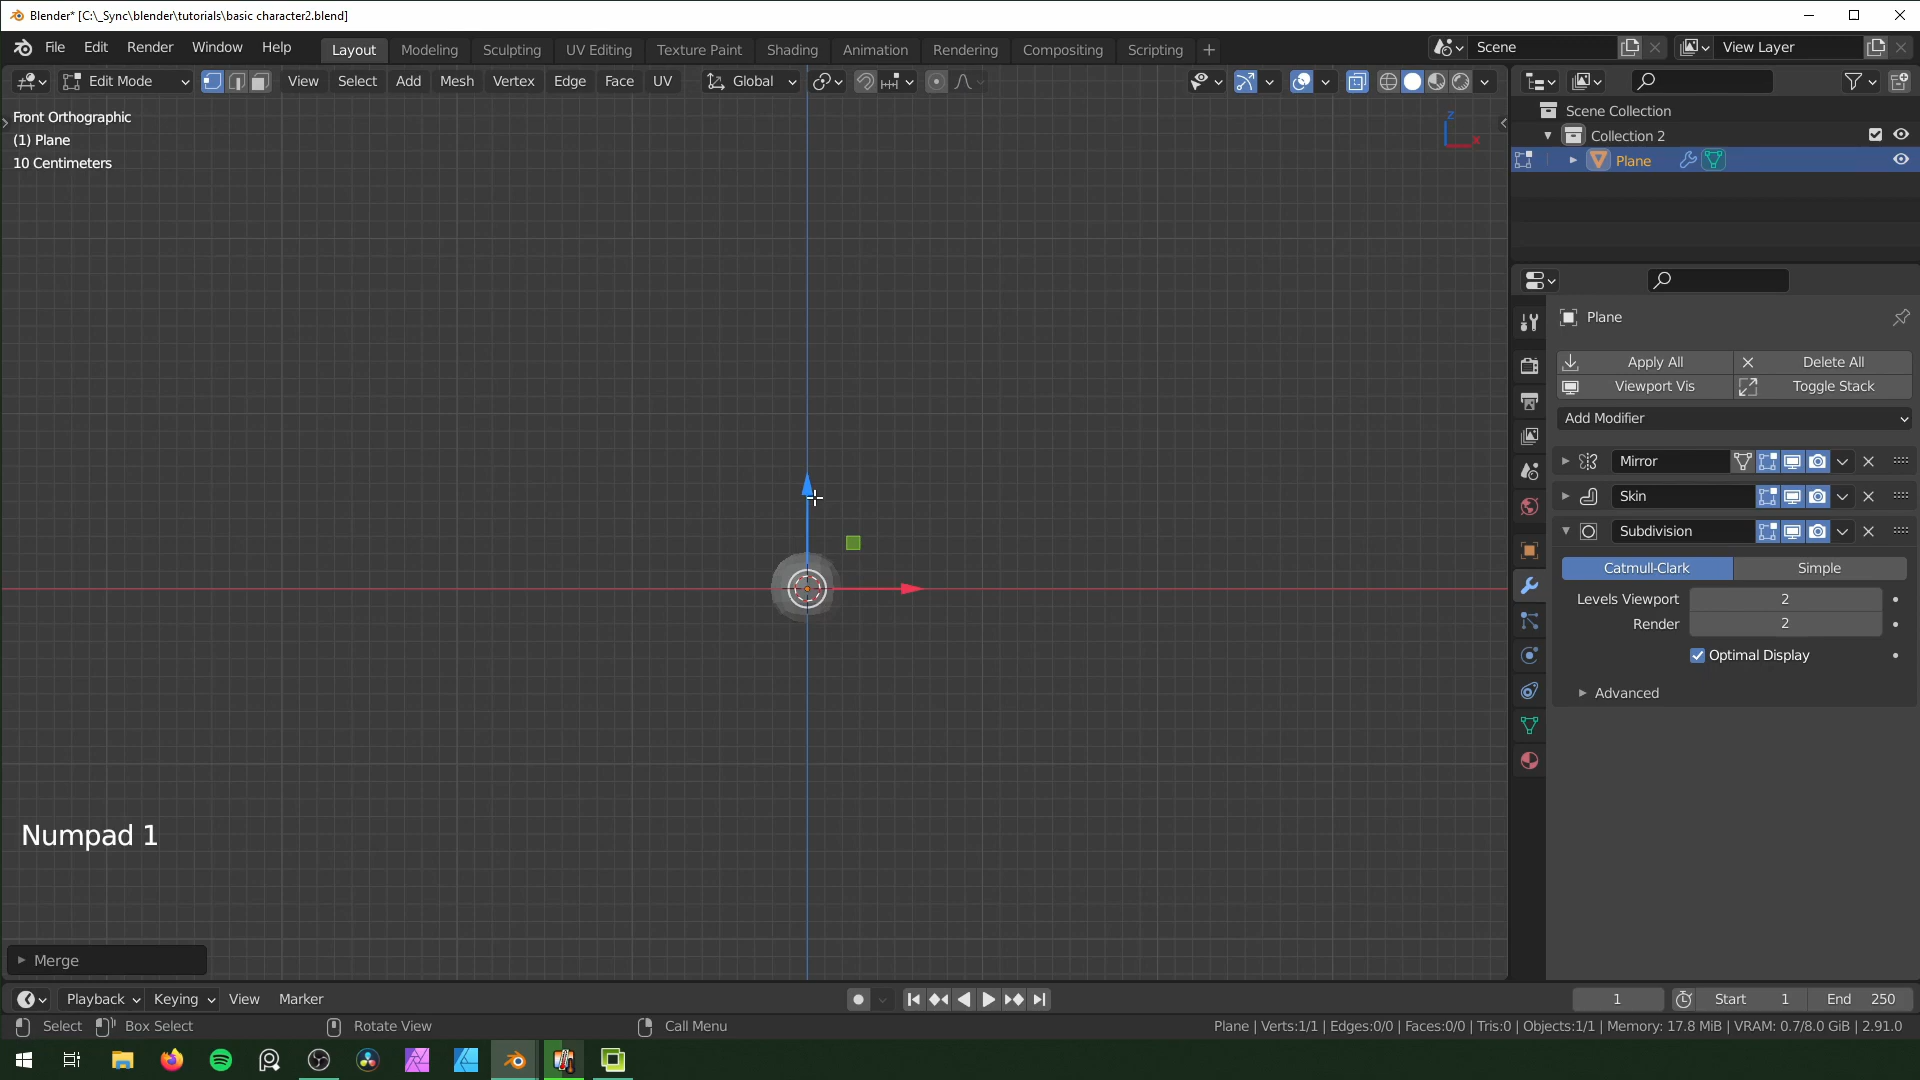 Blender* [C:\_Sync\blender\tutorials\basic character2.blend]
File Edit Render Window Help Layout Modeling Sculpting UV Editing Texture Paint Shading Animation Rendering Compositing Scripting + Scene View Layer
Edit Mode View Select Add Mesh Vertex Edge Face UV Global
Front Orthographic
(1) Plane
10 Centimeters
Z
X
Scene Collection
Collection 2
Plane
Plane
Apply All Delete All
Viewport Vis Toggle Stack
Add Modifier
Mirror
Skin
Subdivision
Catmull-Clark Simple
Levels Viewport 2
Render 2
Optimal Display
Advanced
Numpad 1
Merge
Playback Keying View Marker 1 Start 1 End 250
Select Box Select Rotate View Call Menu Plane | Verts:1/1 | Edges:0/0 | Faces:0/0 | Tris:0 | Objects:1/1 | Memory: 17.8 MiB | VRAM: 0.7/8.0 GiB | 2.91.0